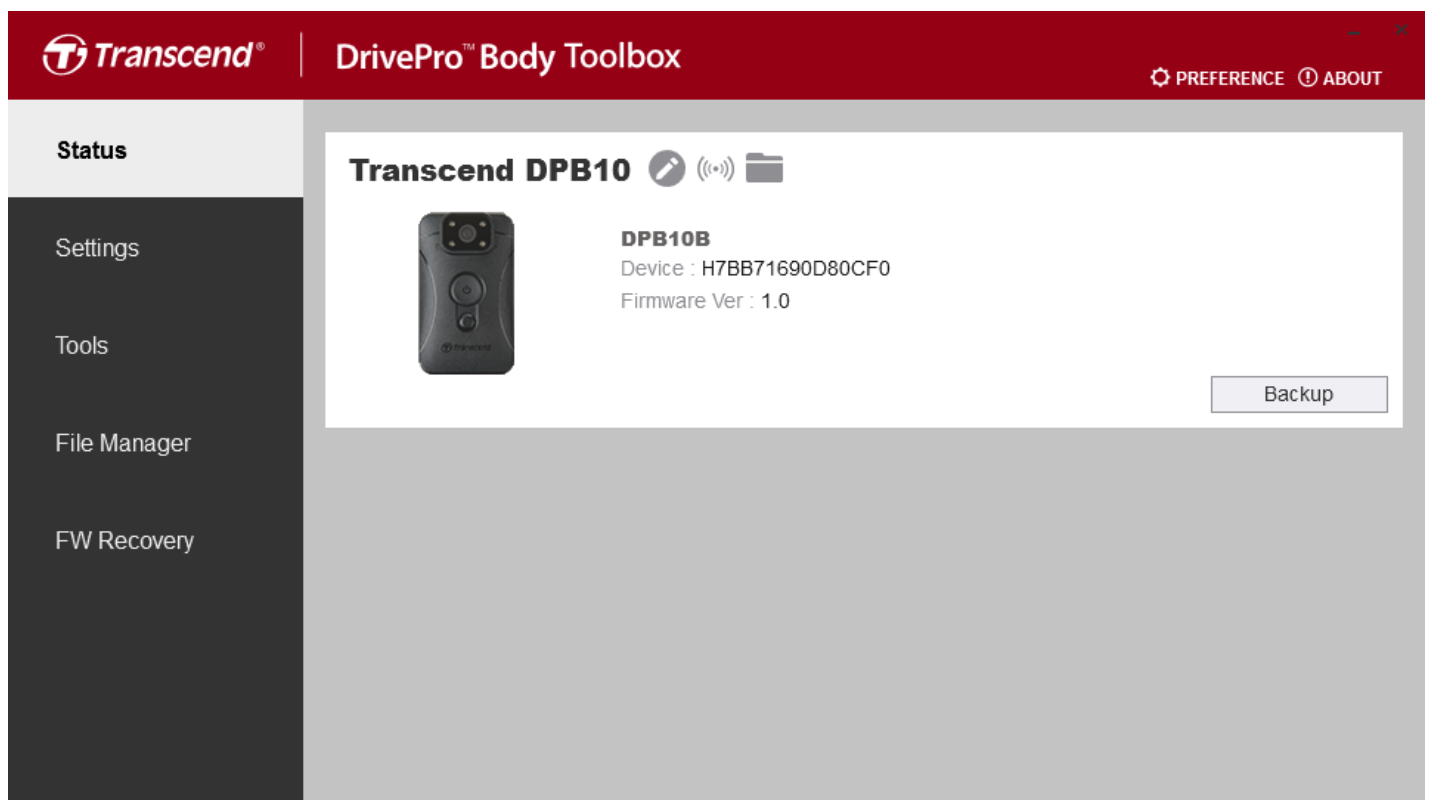 Transcend®
DrivePro™ Body Toolbox
PREFERENCE ABOUT
Status
Settings
Tools
File Manager
FW Recovery
Transcend DPB10
DPB10B
Device : H7BB71690D80CF0
Firmware Ver : 1.0
Transcend
Backup